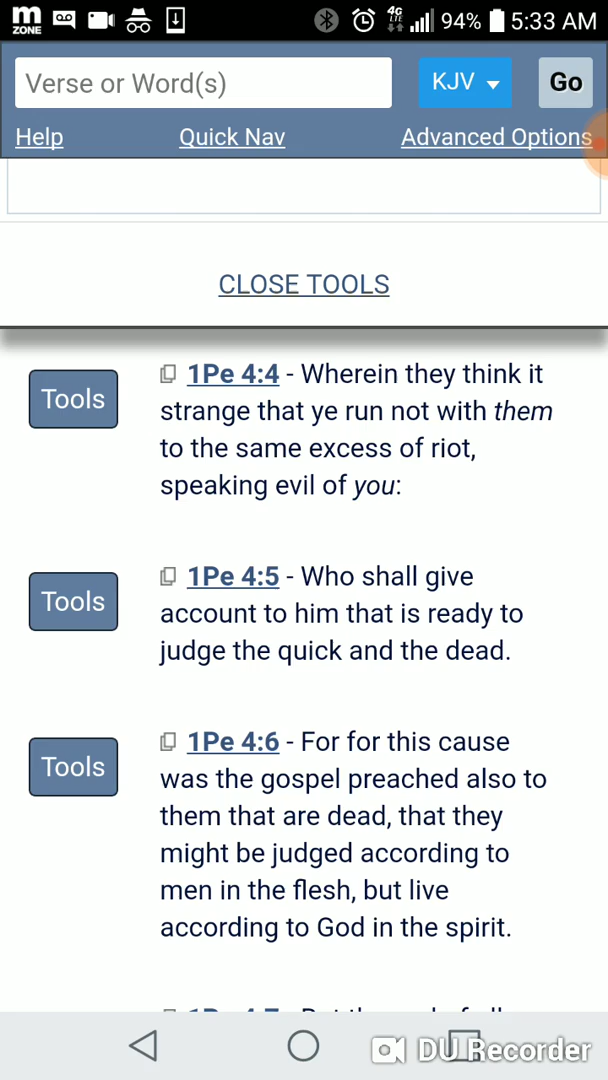 m
ZONE
4G
LTE
94%
5:33 AM
Verse or Word(s)
KJV
Go
Help
Quick Nav
Advanced Options
CLOSE TOOLS
Tools
1Pe 4:4 - Wherein they think it
strange that ye run not with them
to the same excess of riot,
speaking evil of you:
Tools
1Pe 4:5 - Who shall give
account to him that is ready to
judge the quick and the dead.
Tools
1Pe 4:6 - For for this cause
was the gospel preached also to
them that are dead, that they
might be judged according to
men in the flesh, but live
according to God in the spirit.
DU Recorder